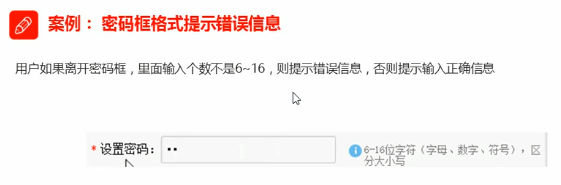 案例：密码框格式提示错误信息
用户如果离开密码框，里面输入个数不是6~16，则提示错误信息，否则提示输入正确信息
* 设置密码：
6-16位字符（字母、数字、符号），区
分大小写